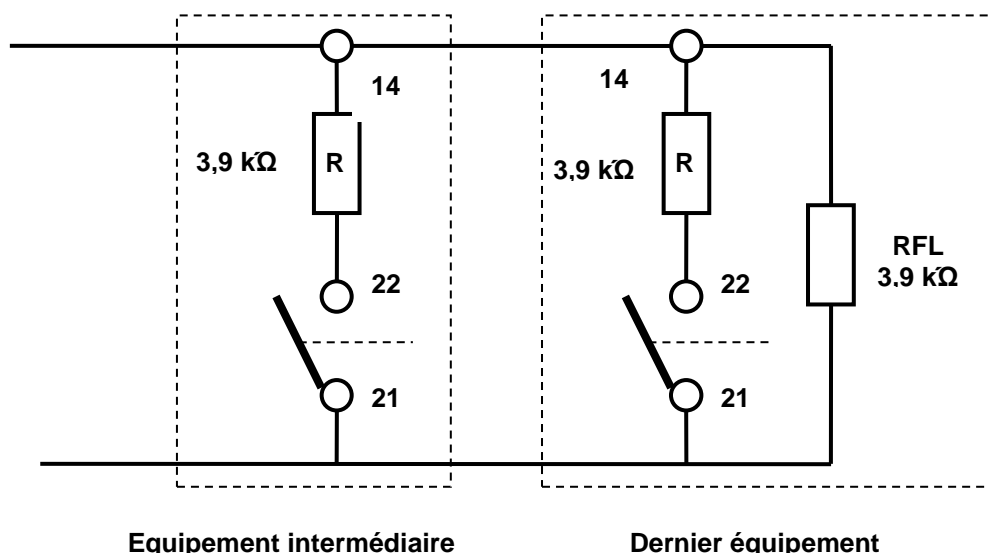 14
3,9 kΩ
R
22
21
14
3,9 kΩ
R
22
21
RFL
3,9 kΩ
Equipement intermédiaire
Dernier équipement